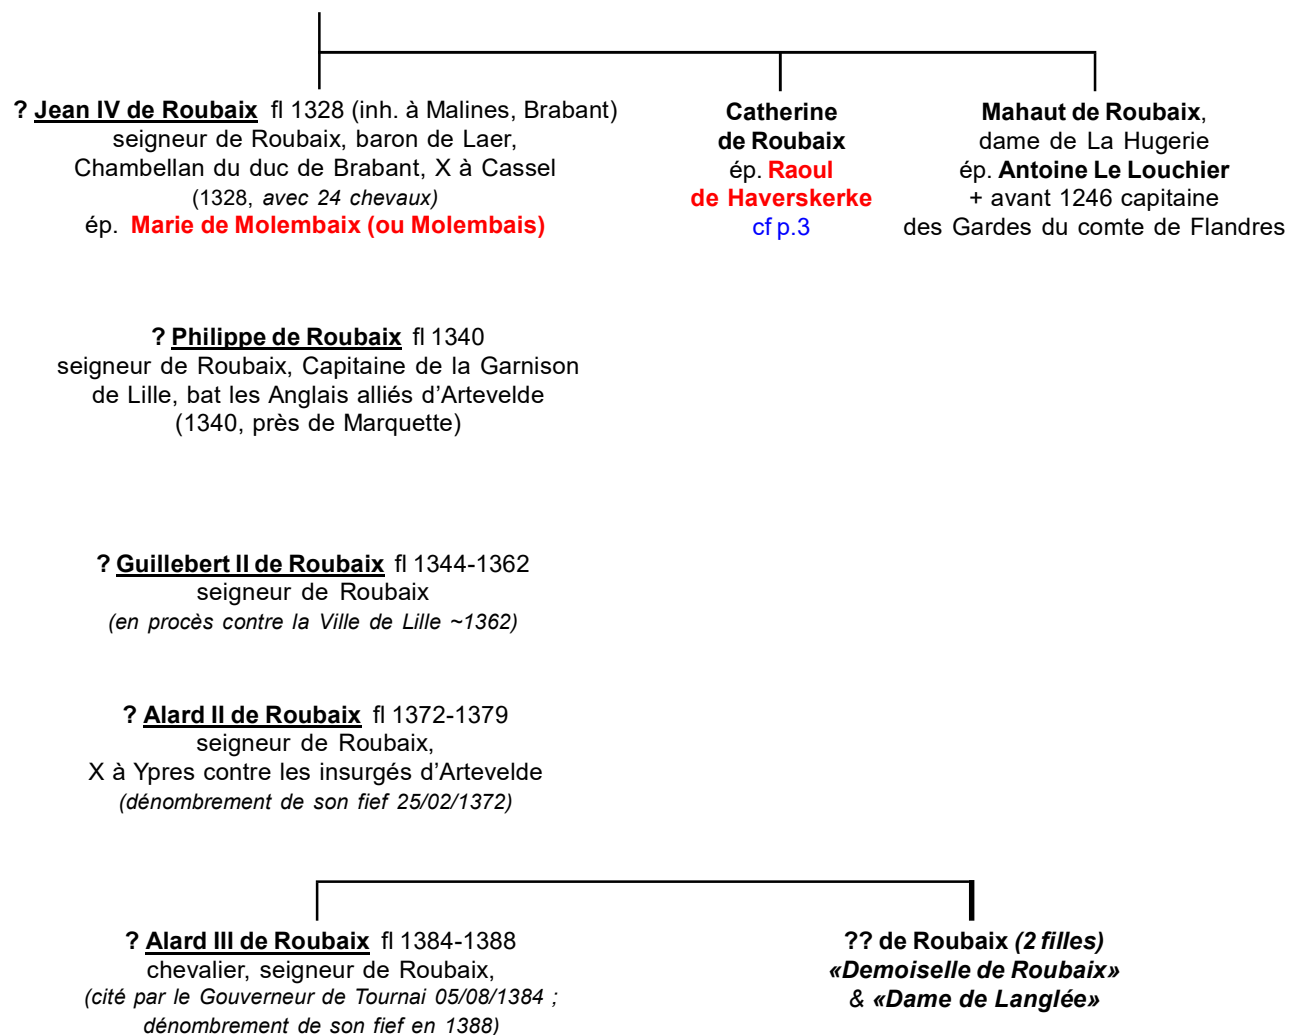 ? Jean IV de Roubaix fl 1328 (inh. à Malines, Brabant)
seigneur de Roubaix, baron de Laer,
Chambellan du duc de Brabant, X à Cassel
(1328, avec 24 chevaux)
ép. Marie de Molembaix (ou Molembais)
Catherine
de Roubaix
ép. Raoul
de Haverskerke
cf p.3
Mahaut de Roubaix,
dame de La Hugerie
ép. Antoine Le Louchier
+ avant 1246 capitaine
des Gardes du comte de Flandres
? Philippe de Roubaix fl 1340
seigneur de Roubaix, Capitaine de la Garnison
de Lille, bat les Anglais alliés d'Artevelde
(1340, près de Marquette)
? Guillebert II de Roubaix fl 1344-1362
seigneur de Roubaix
(en procès contre la Ville de Lille ~1362)
? Alard II de Roubaix fl 1372-1379
seigneur de Roubaix,
X à Ypres contre les insurgés d'Artevelde
(dénombrement de son fief 25/02/1372)
? Alard III de Roubaix fl 1384-1388
chevalier, seigneur de Roubaix,
(cité par le Gouverneur de Tournai 05/08/1384 ;
dénombrement de son fief en 1388)
?? de Roubaix (2 filles)
«Demoiselle de Roubaix»
& «Dame de Langlée»